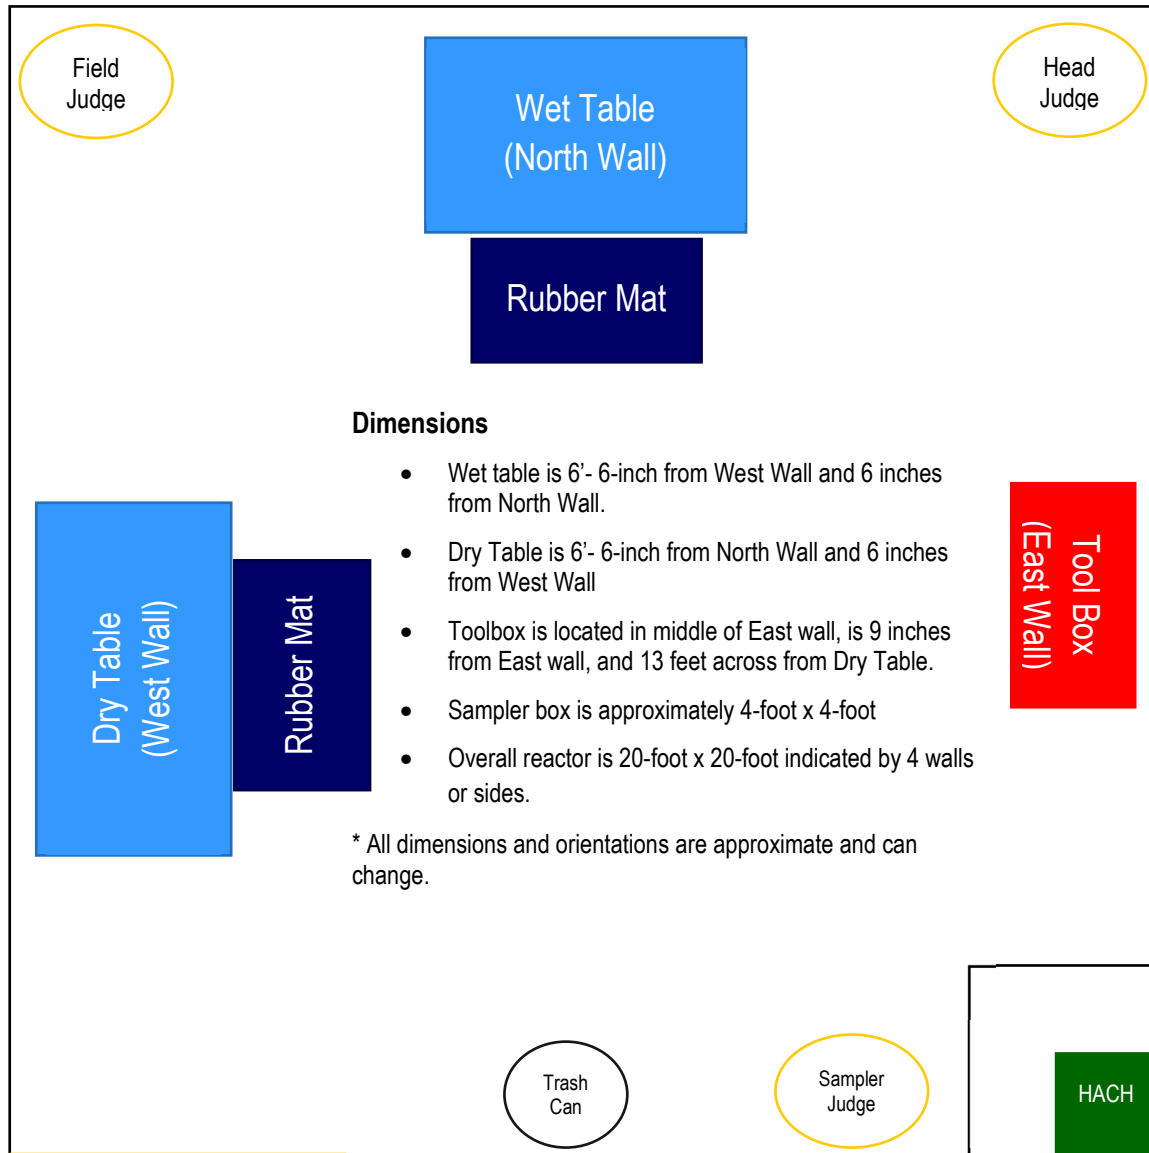 Field
Judge
Head
Judge
Wet Table
(North Wall)
Rubber Mat
Dimensions
• Wet table is 6’- 6-inch from West Wall and 6 inches
from North Wall.
• Dry Table is 6’- 6-inch from North Wall and 6 inches
from West Wall
• Toolbox is located in middle of East wall, is 9 inches
from East wall, and 13 feet across from Dry Table.
• Sampler box is approximately 4-foot x 4-foot
• Overall reactor is 20-foot x 20-foot indicated by 4 walls
or sides.
* All dimensions and orientations are approximate and can
change.
Dry Table
(West Wall)
Rubber Mat
Tool Box
(East Wall)
Trash
Can
Sampler
Judge
HACH